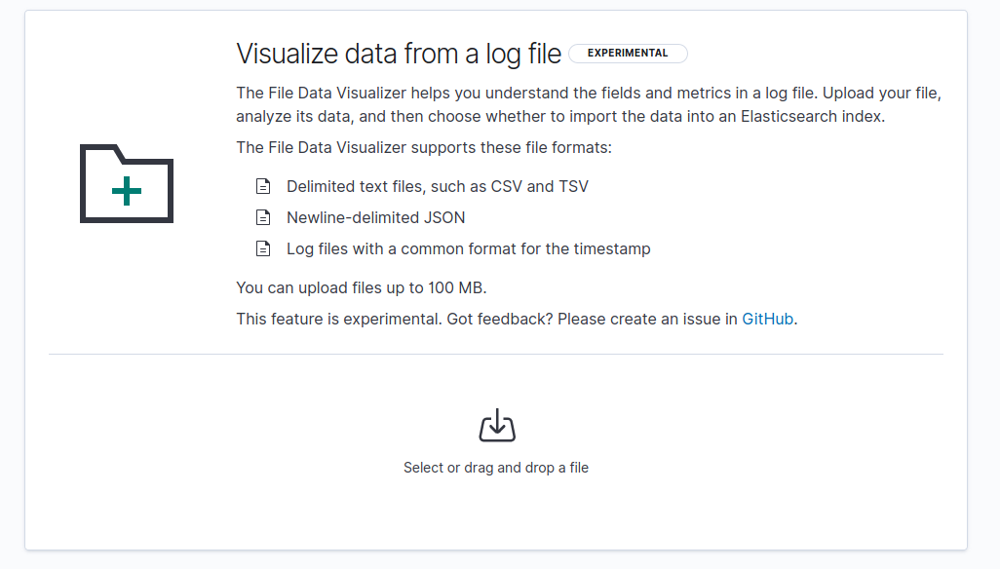 Visualize data from a log file EXPERIMENTAL
The File Data Visualizer helps you understand the fields and metrics in a log file. Upload your file,
analyze its data, and then choose whether to import the data into an Elasticsearch index.
The File Data Visualizer supports these file formats:
Delimited text files, such as CSV and TSV
Newline-delimited JSON
Log files with a common format for the timestamp
You can upload files up to 100 MB.
This feature is experimental. Got feedback? Please create an issue in GitHub.
Select or drag and drop a file